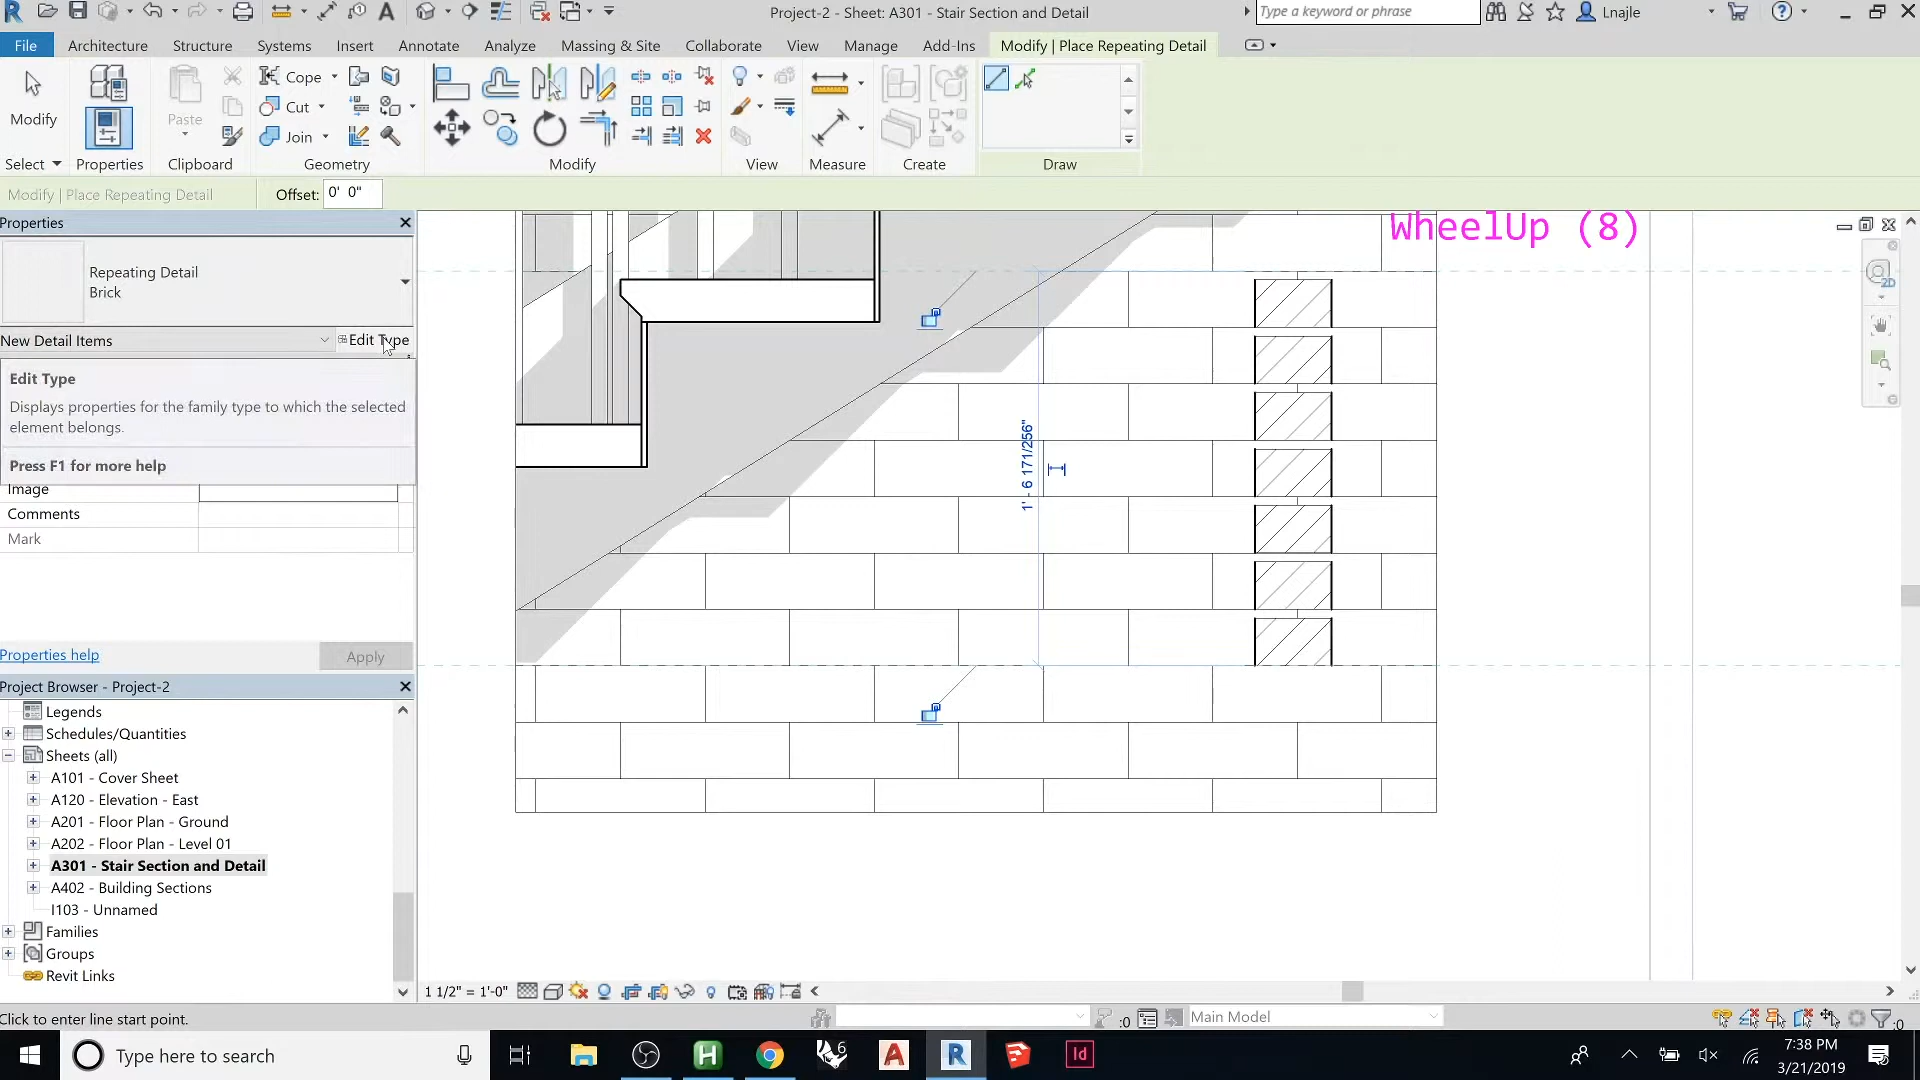 Project-2 - Sheet: A301 - Stair Section and Detail
Type a keyword or phrase
Lnajle
File
Architecture
Structure
Systems
Insert
Annotate
Analyze
Massing & Site
Collaborate
View
Manage
Add-Ins
Modify | Place Repeating Detail
Modify
Paste
Cope
Cut
Join
Select
Properties
Clipboard
Geometry
Modify
View
Measure
Create
Draw
Modify | Place Repeating Detail
Offset: 0' 0"
Properties
Repeating Detail
Brick
New Detail Items
Edit Type
Edit Type
Displays properties for the family type to which the selected
element belongs.
Press F1 for more help
Image
Comments
Mark
Properties help
Apply
Project Browser - Project-2
Legends
Schedules/Quantities
Sheets (all)
A101 - Cover Sheet
A120 - Elevation - East
A201 - Floor Plan - Ground
A202 - Floor Plan - Level 01
A301 - Stair Section and Detail
A402 - Building Sections
I103 - Unnamed
Families
Groups
Revit Links
WheelUp (8)
2D
1' - 6 171/256"
1 1/2" = 1'-0"
Click to enter line start point.
:0
Main Model
:0
Type here to search
7:38 PM
3/21/2019